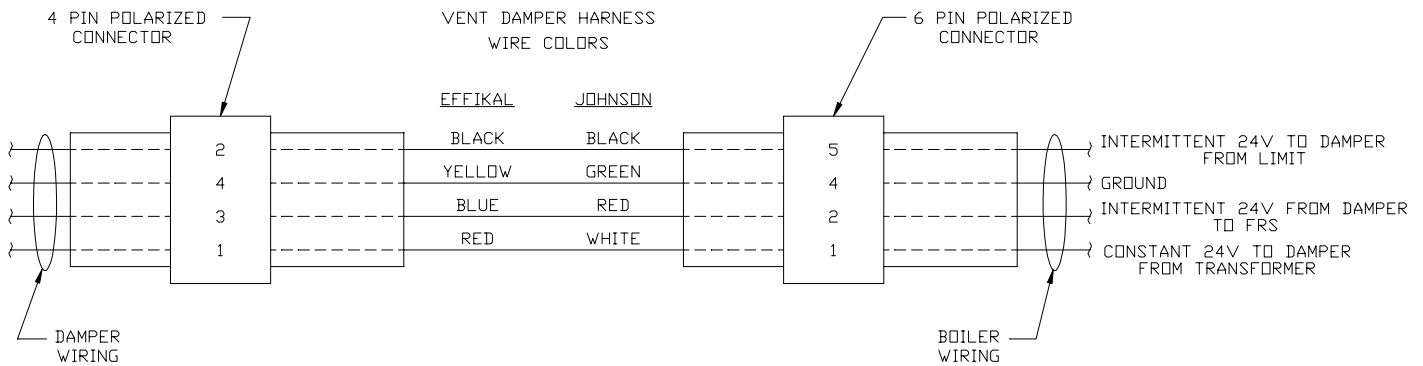 4 PIN POLARIZED
CONNECTOR
VENT DAMPER HARNESS
WIRE COLORS
6 PIN POLARIZED
CONNECTOR
EFFIKAL JOHNSON
2 BLACK BLACK 5 INTERMITTENT 24V TO DAMPER
FROM LIMIT
4 YELLOW GREEN 4 GROUND
3 BLUE RED 2 INTERMITTENT 24V FROM DAMPER
TO FRS
1 RED WHITE 1 CONSTANT 24V TO DAMPER
FROM TRANSFORMER
DAMPER
WIRING
BOILER
WIRING